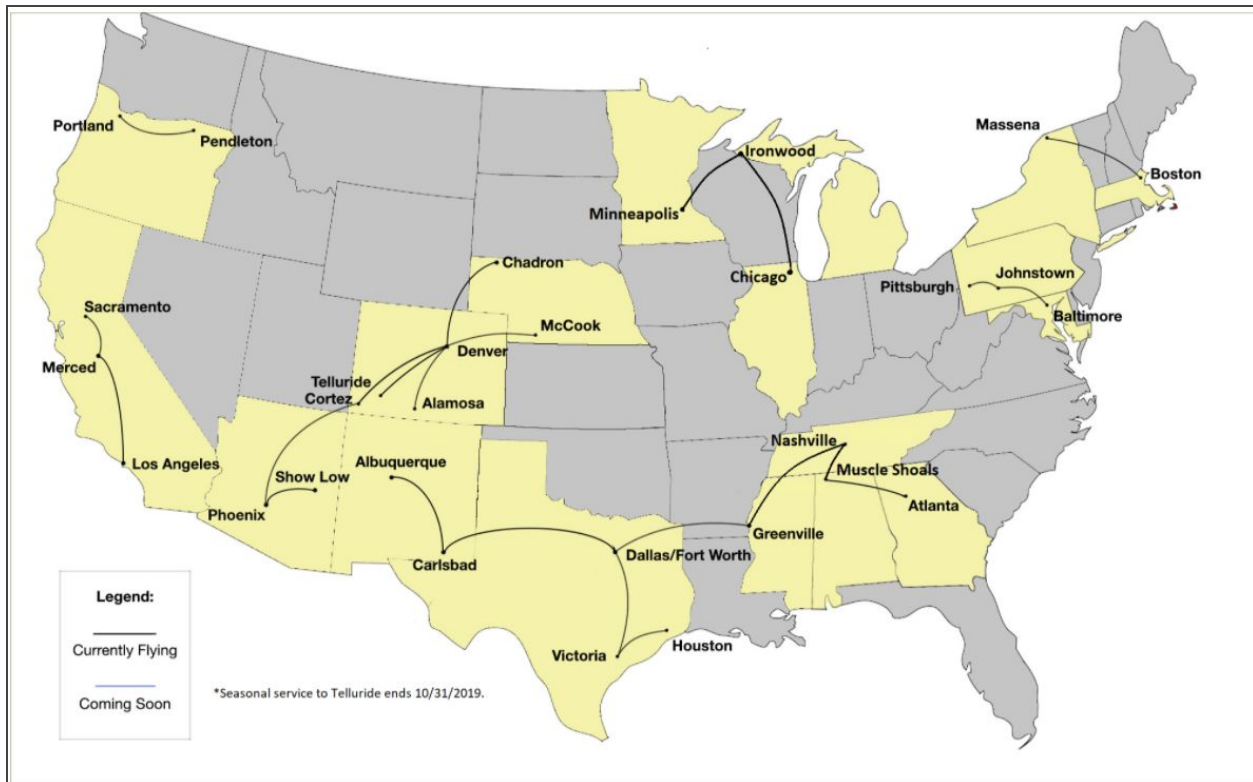 Portland
Pendleton
Massena
Boston
Ironwood
Minneapolis
Chicago
Chadron
Pittsburgh
Johnstown
Baltimore
Sacramento
McCook
Merced
Denver
Telluride
Cortez
Alamosa
Nashville
Los Angeles
Albuquerque
Muscle Shoals
Show Low
Atlanta
Phoenix
Greenville
Carlsbad
Dallas/Fort Worth
Victoria
Houston
Legend:
Currently Flying
Coming Soon
*Seasonal service to Telluride ends 10/31/2019.